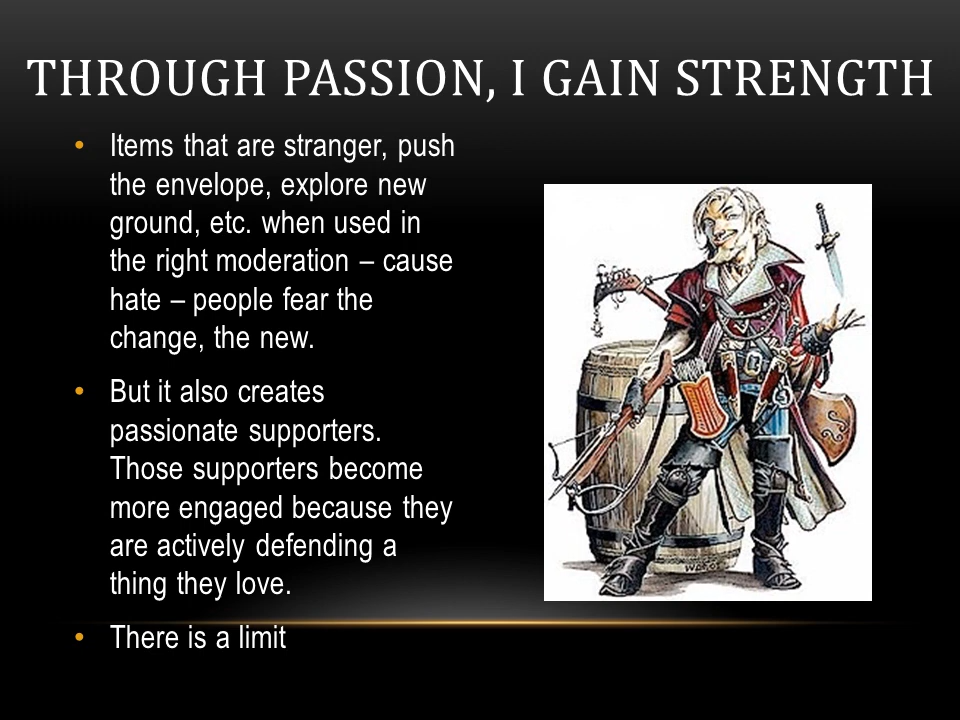 THROUGH PASSION, I GAIN STRENGTH
• Items that are stranger, push
the envelope, explore new
ground, etc. when used in
the right moderation – cause
hate – people fear the
change, the new.
• But it also creates
passionate supporters.
Those supporters become
more engaged because they
are actively defending a
thing they love.
• There is a limit